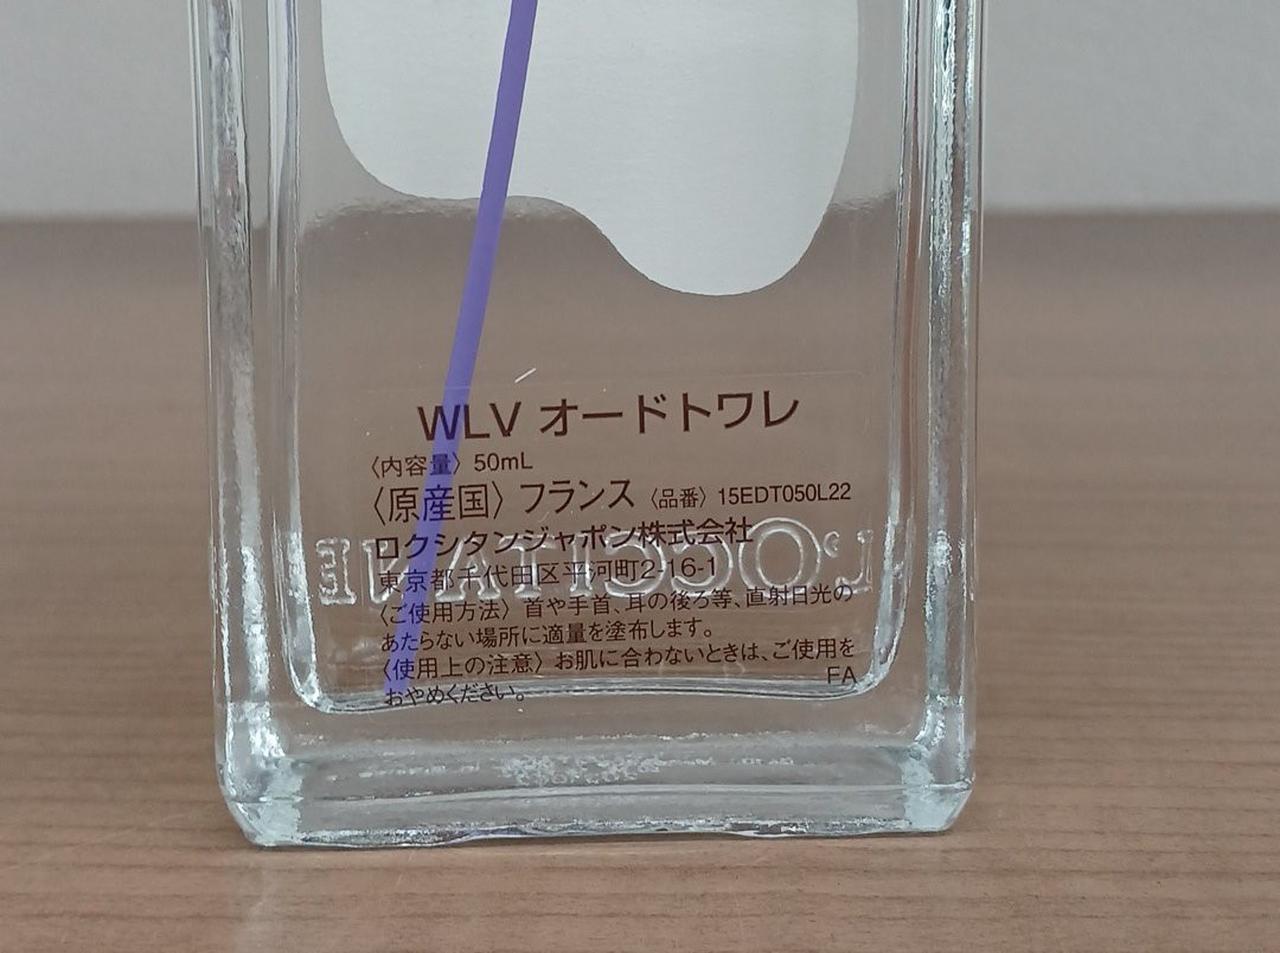 WLV オードトワレ
〈内容量〉 50mL
〈原産国〉 フランス 〈品番〉 15EDT050L22
ロクシタンジャポン株式会社
L'OCCITANE
東京都千代田区平河町2-16-1
〈ご使用方法〉 首や手首、耳の後ろ等、直射日光の
あたらない場所に適量を塗布します。
〈使用上の注意〉 お肌に合わないときは、ご使用を
おやめください。
FA